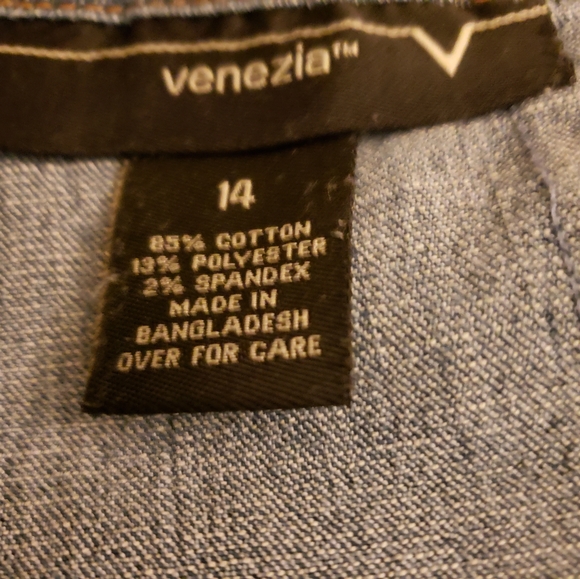 venezia™
14
85% COTTON
13% POLYESTER
2% SPANDEX
MADE IN
BANGLADESH
OVER FOR CARE